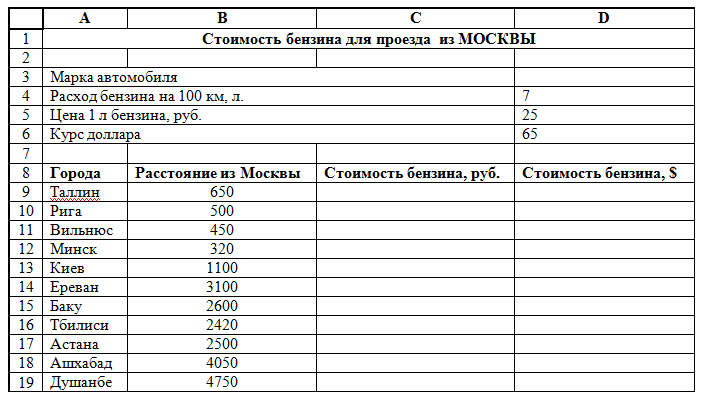 A B C D
1 Стоимость бензина для проезда из МОСКВЫ
2
3 Марка автомобиля
4 Расход бензина на 100 км, л. 7
5 Цена 1 л бензина, руб. 25
6 Курс доллара 65
7
8 Города Расстояние из Москвы Стоимость бензина, руб. Стоимость бензина, $
9 Таллин 650
10 Рига 500
11 Вильнюс 450
12 Минск 320
13 Киев 1100
14 Ереван 3100
15 Баку 2600
16 Тбилиси 2420
17 Астана 2500
18 Ашхабад 4050
19 Душанбе 4750